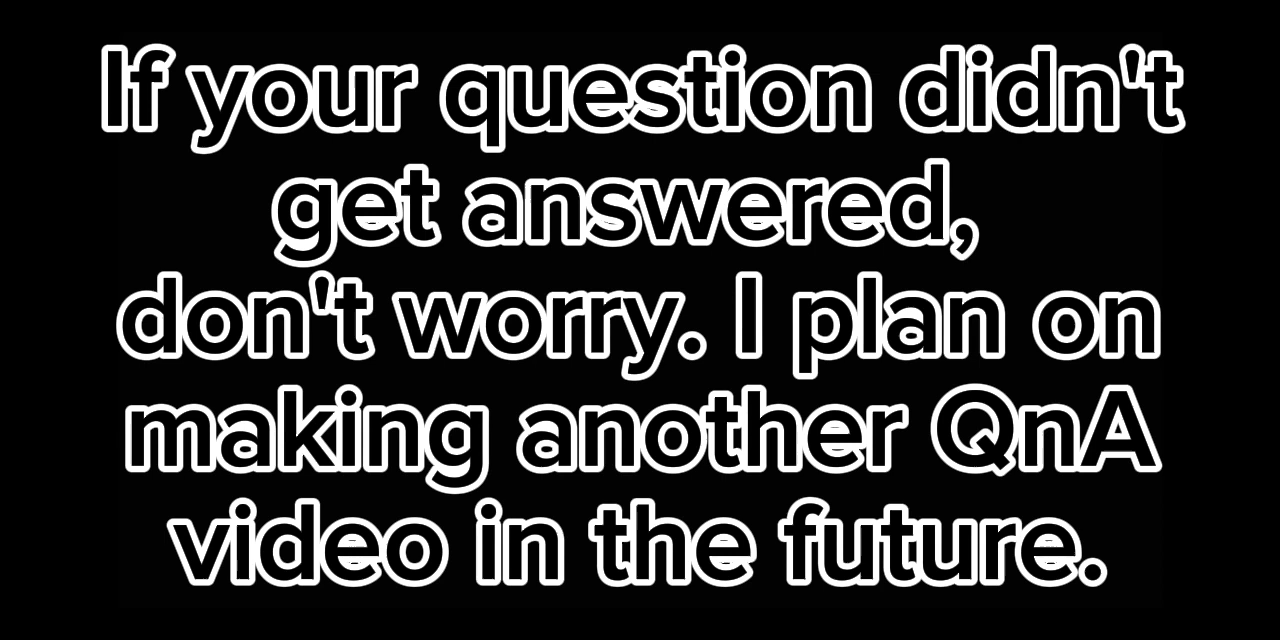 If your question didn't
get answered,
don't worry. I plan on
making another QnA
video in the future.